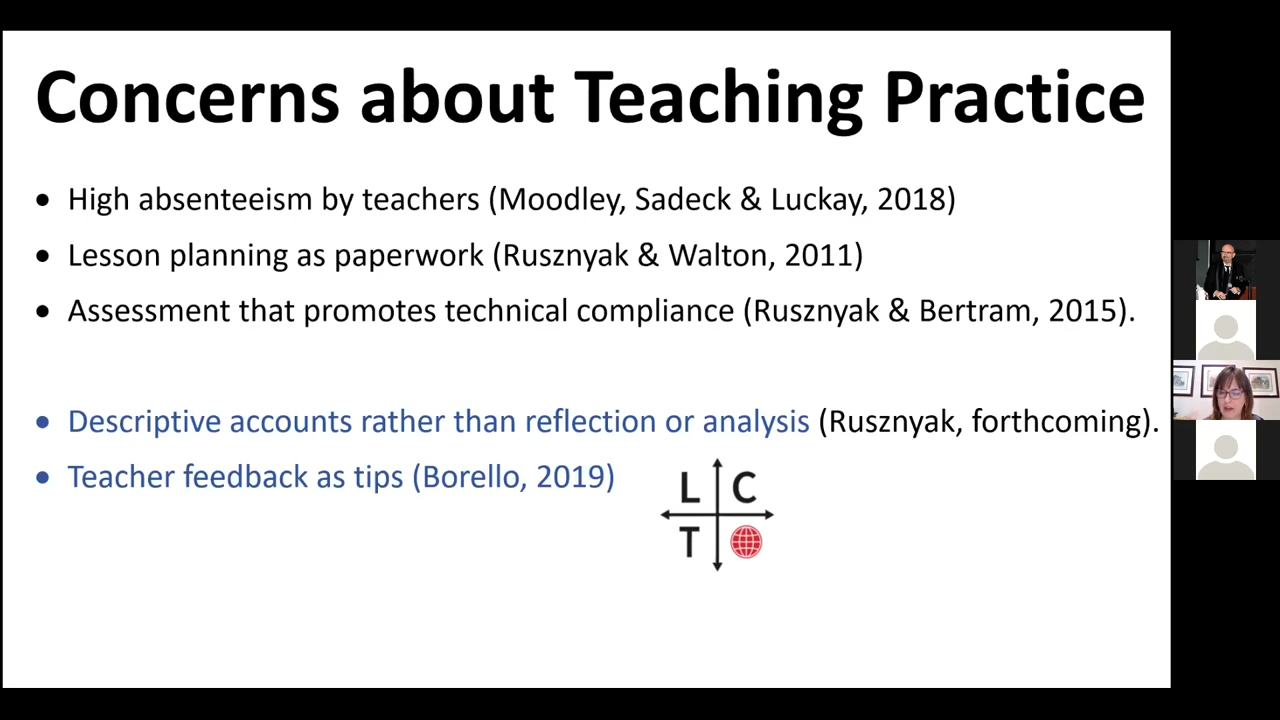 Concerns about Teaching Practice
• High absenteeism by teachers (Moodley, Sadeck & Luckay, 2018)
• Lesson planning as paperwork (Rusznyak & Walton, 2011)
• Assessment that promotes technical compliance (Rusznyak & Bertram, 2015).
• Descriptive accounts rather than reflection or analysis (Rusznyak, forthcoming).
• Teacher feedback as tips (Borello, 2019)
L C
T